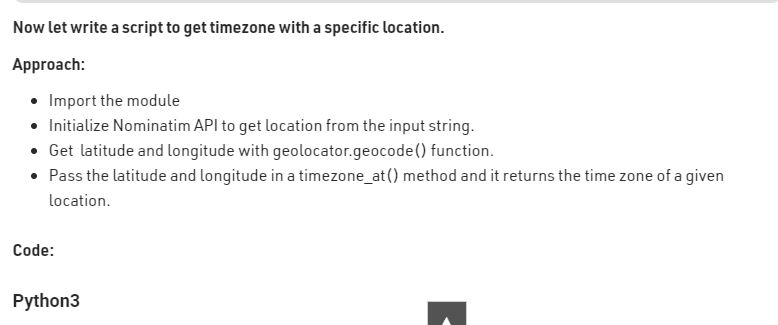 Now let write a script to get timezone with a specific location.
Approach:
• Import the module
• Initialize Nominatim API to get location from the input string.
• Get latitude and longitude with geolocator.geocode() function.
• Pass the latitude and longitude in a timezone_at() method and it returns the time zone of a given
location.
Code:
Python3